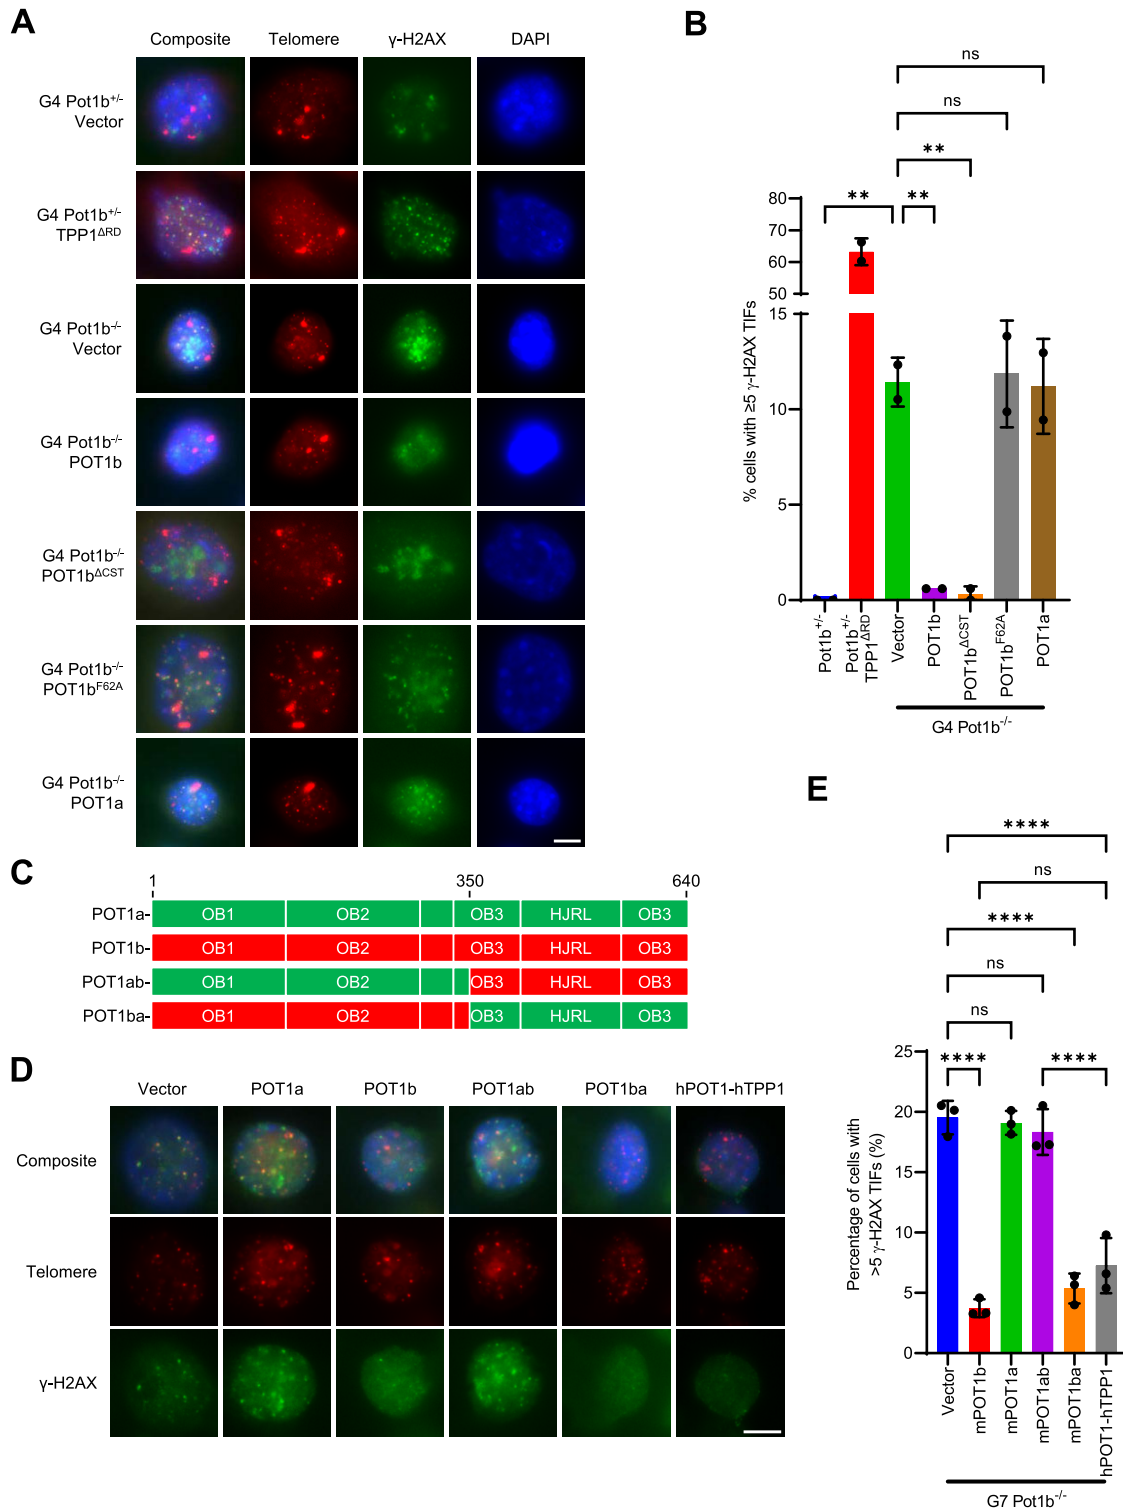 A
Composite
Telomere
γ-H2AX
DAPI
G4 Pot1b+/-
Vector
G4 Pot1b+/-
TPP1ΔRD
G4 Pot1b-/-
Vector
G4 Pot1b-/-
POT1b
G4 Pot1b-/-
POT1bΔCST
G4 Pot1b-/-
POT1bF62A
G4 Pot1b-/-
POT1a
B
ns
ns
**
** **
% cells with ≥5 γ-H2AX TIFs
80
70
60
50
15
10
5
0
Pot1b+/-
Pot1b+/-
TPP1ΔRD
Vector
POT1b
POT1bΔCST
POT1bF62A
POT1a
G4 Pot1b-/-
C
1 350 640
POT1a- OB1 OB2 OB3 HJRL OB3
POT1b- OB1 OB2 OB3 HJRL OB3
POT1ab- OB1 OB2 OB3 HJRL OB3
POT1ba- OB1 OB2 OB3 HJRL OB3
D
Vector POT1a POT1b POT1ab POT1ba hPOT1-hTPP1
Composite
Telomere
γ-H2AX
E
****
ns
****
ns
ns
**** ****
Percentage of cells with
>5 γ-H2AX TIFs (%)
25
20
15
10
5
0
Vector
mPOT1b
mPOT1a
mPOT1ab
mPOT1ba
hPOT1-hTPP1
G7 Pot1b-/-